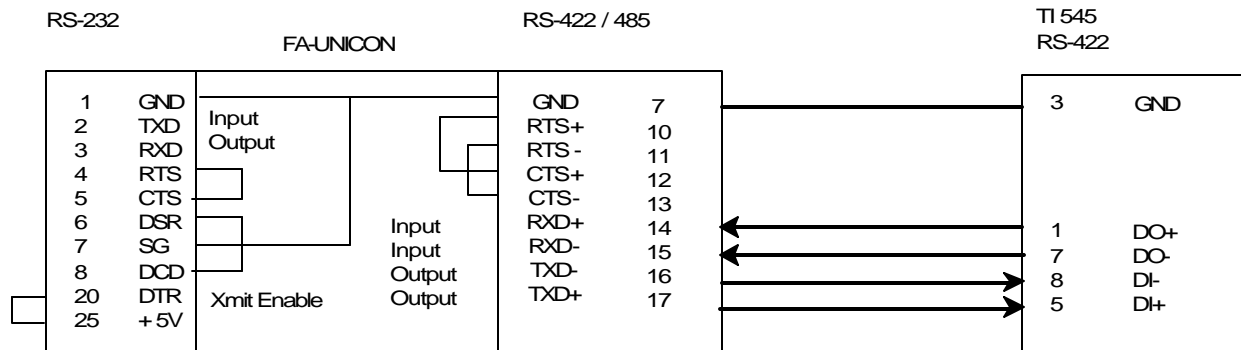 RS-232
RS-422 / 485
TI 545
RS-422
FA-UNICON
1 GND
2 TXD Input
3 RXD Output
4 RTS
5 CTS
6 DSR
7 SG
8 DCD
20 DTR Xmit Enable
25 +5V
GND 7
RTS+ 10
RTS- 11
CTS+ 12
CTS- 13
Input RXD+ 14
Input RXD- 15
Output TXD- 16
Output TXD+ 17
3 GND
1 DO+
7 DO-
8 DI-
5 DI+